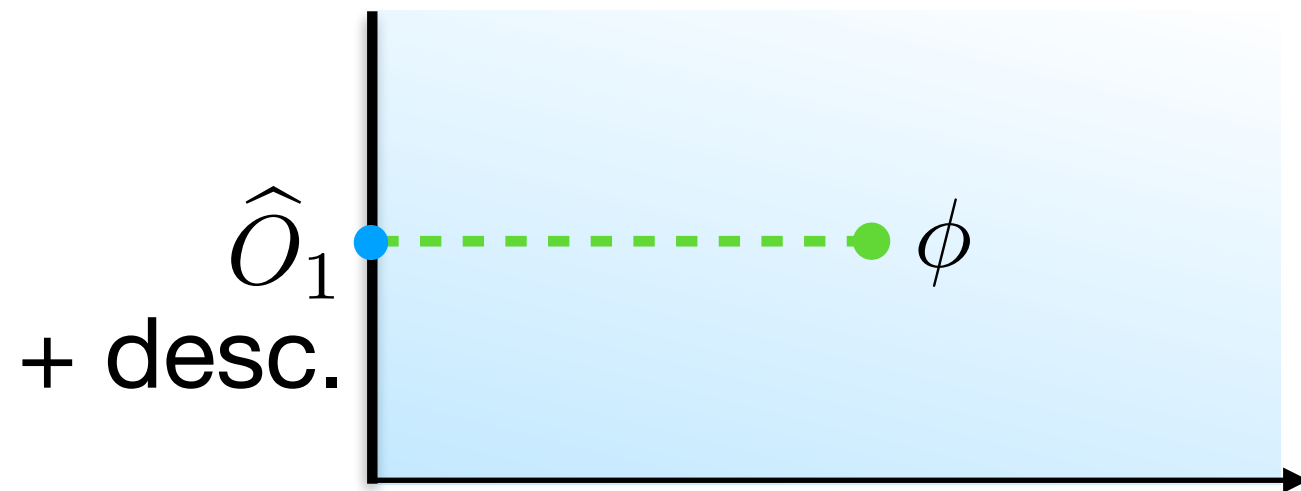 Ô₁ ϕ
+ desc.